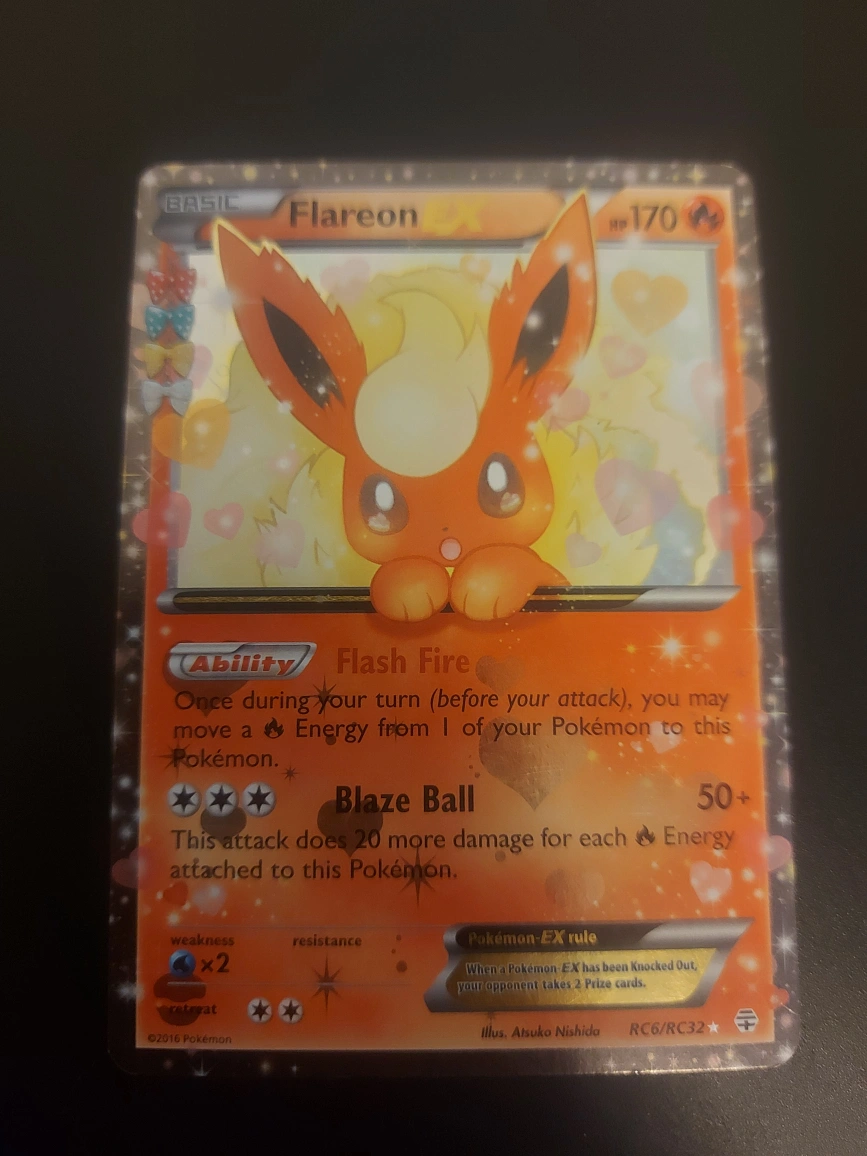 BASIC Flareon EX HP 170
Ability Flash Fire
Once during your turn (before your attack), you may
move a Energy from 1 of your Pokémon to this
Pokémon.
Blaze Ball 50+
This attack does 20 more damage for each Energy
attached to this Pokémon.
weakness resistance
×2
retreat
Pokémon-EX rule
When a Pokémon-EX has been Knocked Out,
your opponent takes 2 Prize cards.
©2016 Pokémon Illus. Atsuko Nishida RC6/RC32